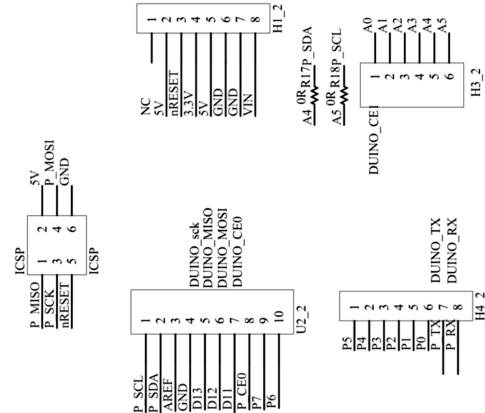 1 2 3 4 5 6 7 8
H1_2
NC
5V
nRESET
3.3V
5V
GND
GND
VIN
A4 0R R17P_SDA
A5 0R R18P_SCL
A0
A1
A2
A3
A4
A5
1 2 3 4 5 6
H3_2
DUINO_CE1
5V
P_MOSI
GND
ICSP
2 4 6
1 3 5
ICSP
P_MISO
P_SCK
nRESET
DUINO_sck
DUINO_MISO
DUINO_MOSI
DUINO_CE0
1 2 3 4 5 6 7 8 9 10
U2_2
P_SCL
P_SDA
AREF
GND
D13
D12
D11
P_CE0
P7
P6
DUINO_TX
DUINO_RX
1 2 3 4 5 6 7 8
H4_2
P5
P4
P3
P2
P1
P0
P_TX
P_RX